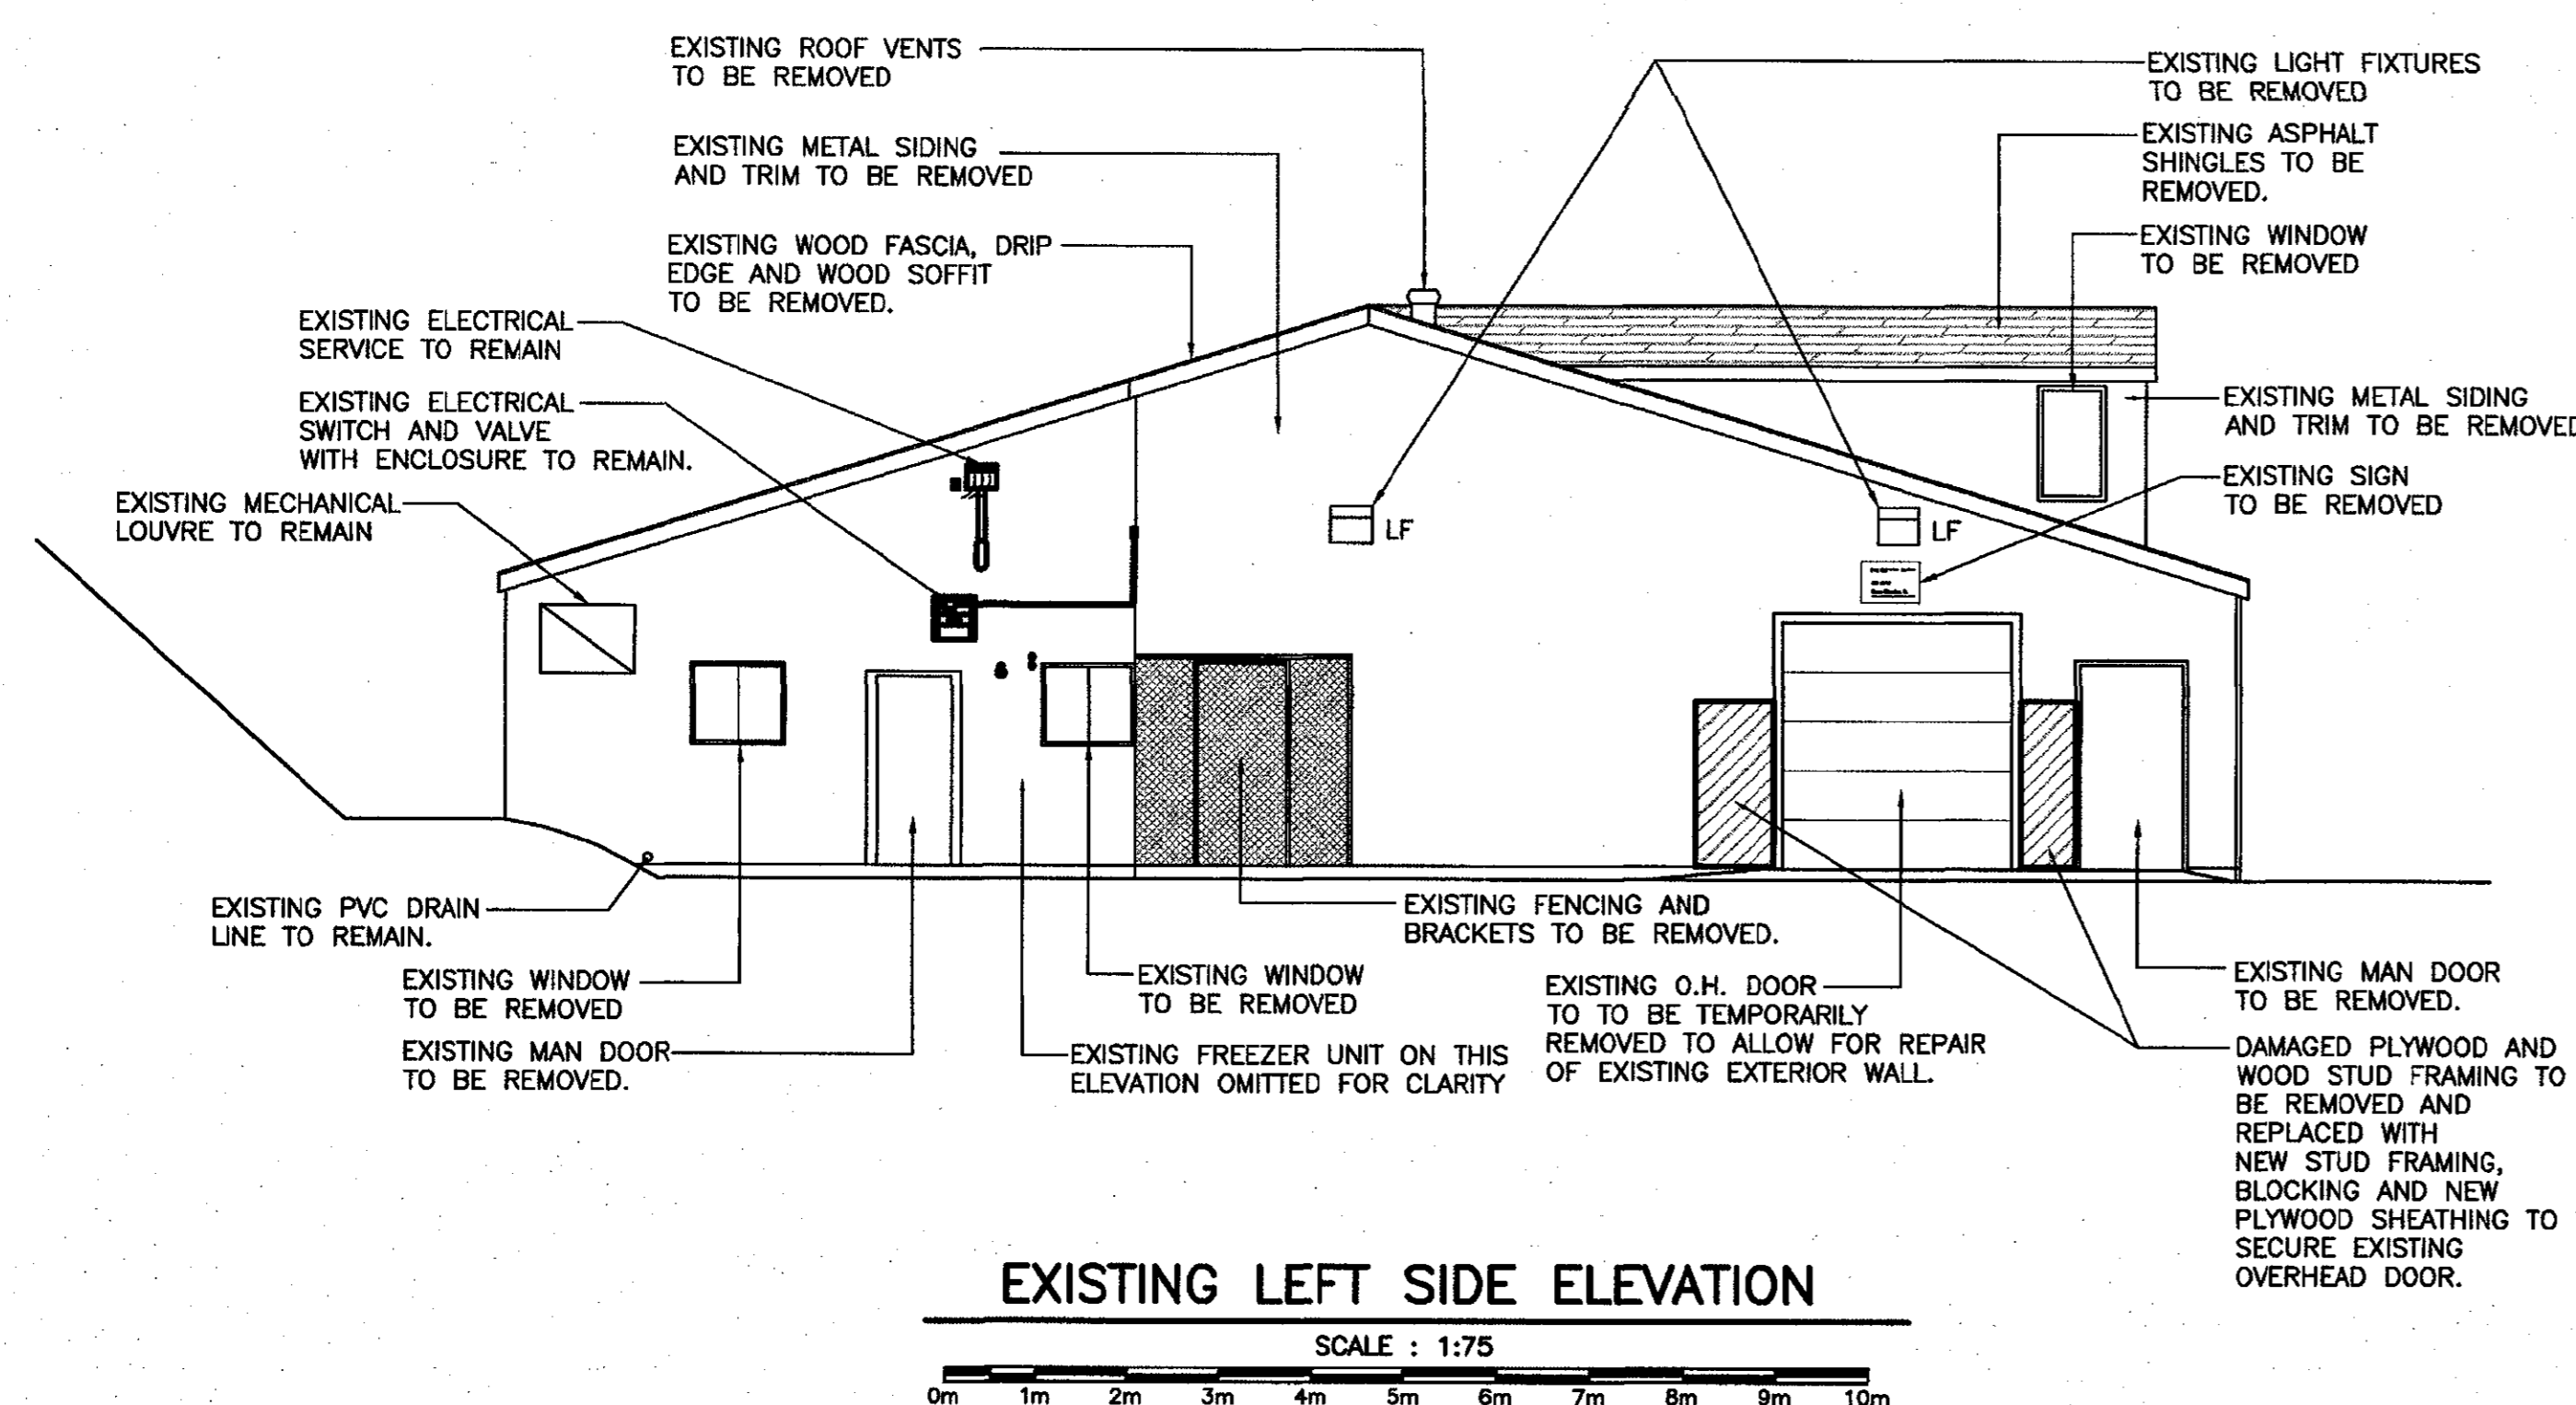 EXISTING ROOF VENTS
TO BE REMOVED
EXISTING METAL SIDING
AND TRIM TO BE REMOVED
EXISTING WOOD FASCIA, DRIP
EDGE AND WOOD SOFFIT
TO BE REMOVED.
EXISTING ELECTRICAL
SERVICE TO REMAIN
EXISTING ELECTRICAL
SWITCH AND VALVE
WITH ENCLOSURE TO REMAIN.
EXISTING MECHANICAL
LOUVRE TO REMAIN
EXISTING LIGHT FIXTURES
TO BE REMOVED
EXISTING ASPHALT
SHINGLES TO BE
REMOVED.
EXISTING WINDOW
TO BE REMOVED
EXISTING METAL SIDING
AND TRIM TO BE REMOVED
EXISTING SIGN
TO BE REMOVED
LF
LF
EXISTING PVC DRAIN
LINE TO REMAIN.
EXISTING WINDOW
TO BE REMOVED
EXISTING MAN DOOR
TO BE REMOVED.
EXISTING FENCING AND
BRACKETS TO BE REMOVED.
EXISTING WINDOW
TO BE REMOVED
EXISTING FREEZER UNIT ON THIS
ELEVATION OMITTED FOR CLARITY
EXISTING O.H. DOOR
TO TO BE TEMPORARILY
REMOVED TO ALLOW FOR REPAIR
OF EXISTING EXTERIOR WALL.
EXISTING MAN DOOR
TO BE REMOVED.
DAMAGED PLYWOOD AND
WOOD STUD FRAMING TO
BE REMOVED AND
REPLACED WITH
NEW STUD FRAMING,
BLOCKING AND NEW
PLYWOOD SHEATHING TO
SECURE EXISTING
OVERHEAD DOOR.
EXISTING LEFT SIDE ELEVATION
SCALE : 1:75
0m 1m 2m 3m 4m 5m 6m 7m 8m 9m 10m